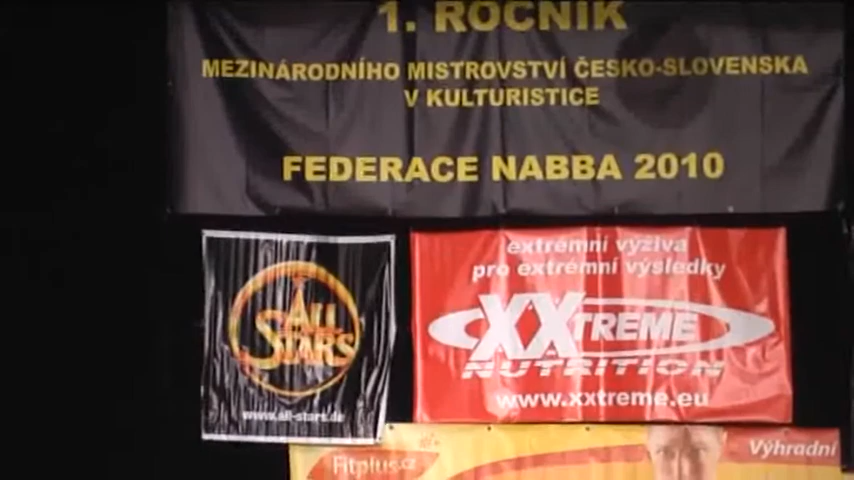 1. ROČNÍK
MEZINÁRODNÍHO MISTROVSTVÍ ČESKO-SLOVENSKA
V KULTURISTICE
FEDERACE NABBA 2010
ALL
STARS
www.all-stars.de
extrémní výživa
pro extrémní výsledky
XXTREME
NUTRITION
www.xxtreme.eu
Fitplus.cz
Výhradní